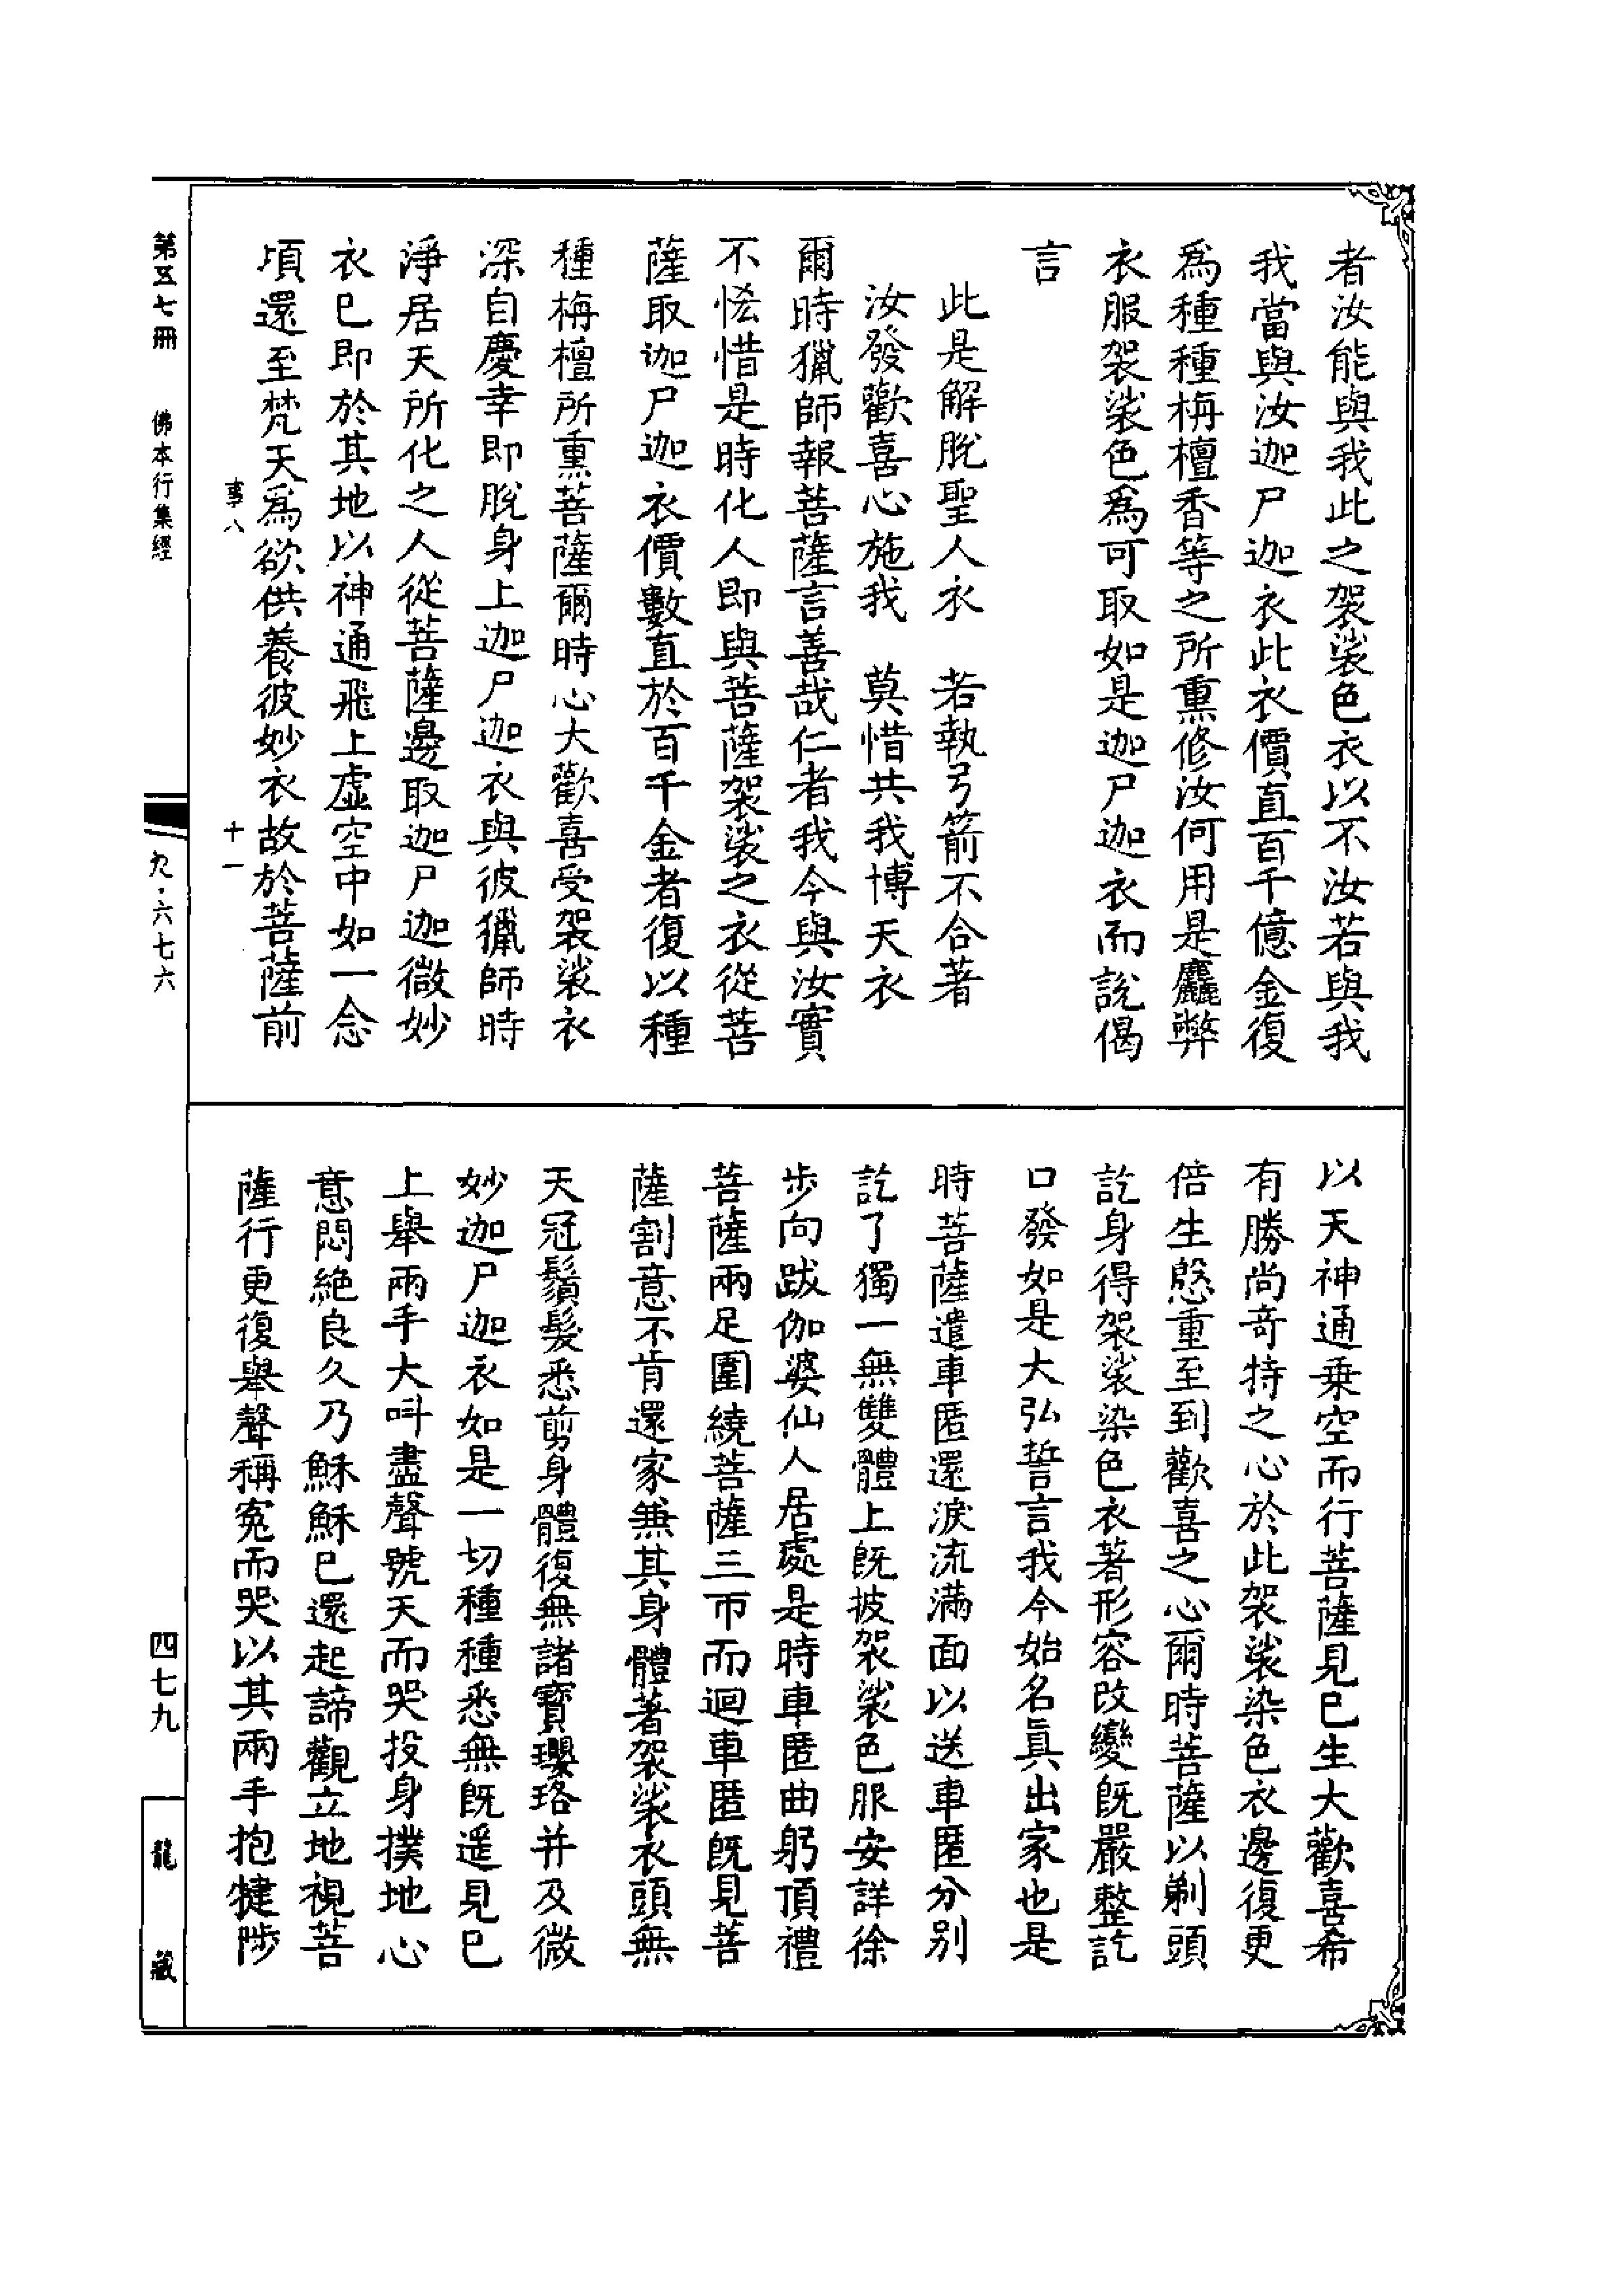 者汝能與我此之袈裟色衣以不汝若與我
我當與汝迦尸迦衣此衣價直百千億金復
爲種種栴檀香等之所熏修汝何用是麤弊
衣服袈裟色爲可取如是迦尸迦衣而說偈
言
此是解脫聖人衣　若執弓箭不合著
汝發歡喜心施我　莫惜共我博天衣
爾時獵師報菩薩言善哉仁者我今與汝實
不恡惜是時化人即與菩薩袈裟之衣從菩
薩取迦尸迦衣價數直於百千金者復以種
種栴檀所熏菩薩爾時心大歡喜受袈裟衣
深自慶幸即脫身上迦尸迦衣與彼獵師時
淨居天所化之人從菩薩邊取迦尸迦微妙
衣已即於其地以神通飛上虛空中如一念
頃還至梵天爲欲供養彼妙衣故於菩薩前
事八　十一
以天神通乗空而行菩薩見已生大歡喜希
有勝尚奇特之心於此袈裟染色衣邊復更
倍生慇重至到歡喜之心爾時菩薩以剃頭
訖身得袈裟染色衣著形容改變旣嚴整訖
口發如是大弘誓言我今始名眞出家也是
時菩薩遣車匿還淚流滿面以送車匿分別
訖了獨一無雙體上旣披袈裟色服安詳徐
步向跋伽婆仙人居處是時車匿曲躬頂禮
菩薩兩足圍繞菩薩三帀而迴車匿旣見菩
薩割意不肯還家兼其身體著袈裟衣頭無
天冠鬚髮悉剪身體復無諸寶瓔珞并及微
妙迦尸迦衣如是一切種種悉無旣遥見已
上舉兩手大叫盡聲號天而哭投身撲地心
意悶絶良久乃穌穌已還起諦觀立地視菩
薩行更復舉聲稱寃而哭以其兩手抱犍陟
第五七冊　佛本行集經
九·六七六
四七九
龍藏